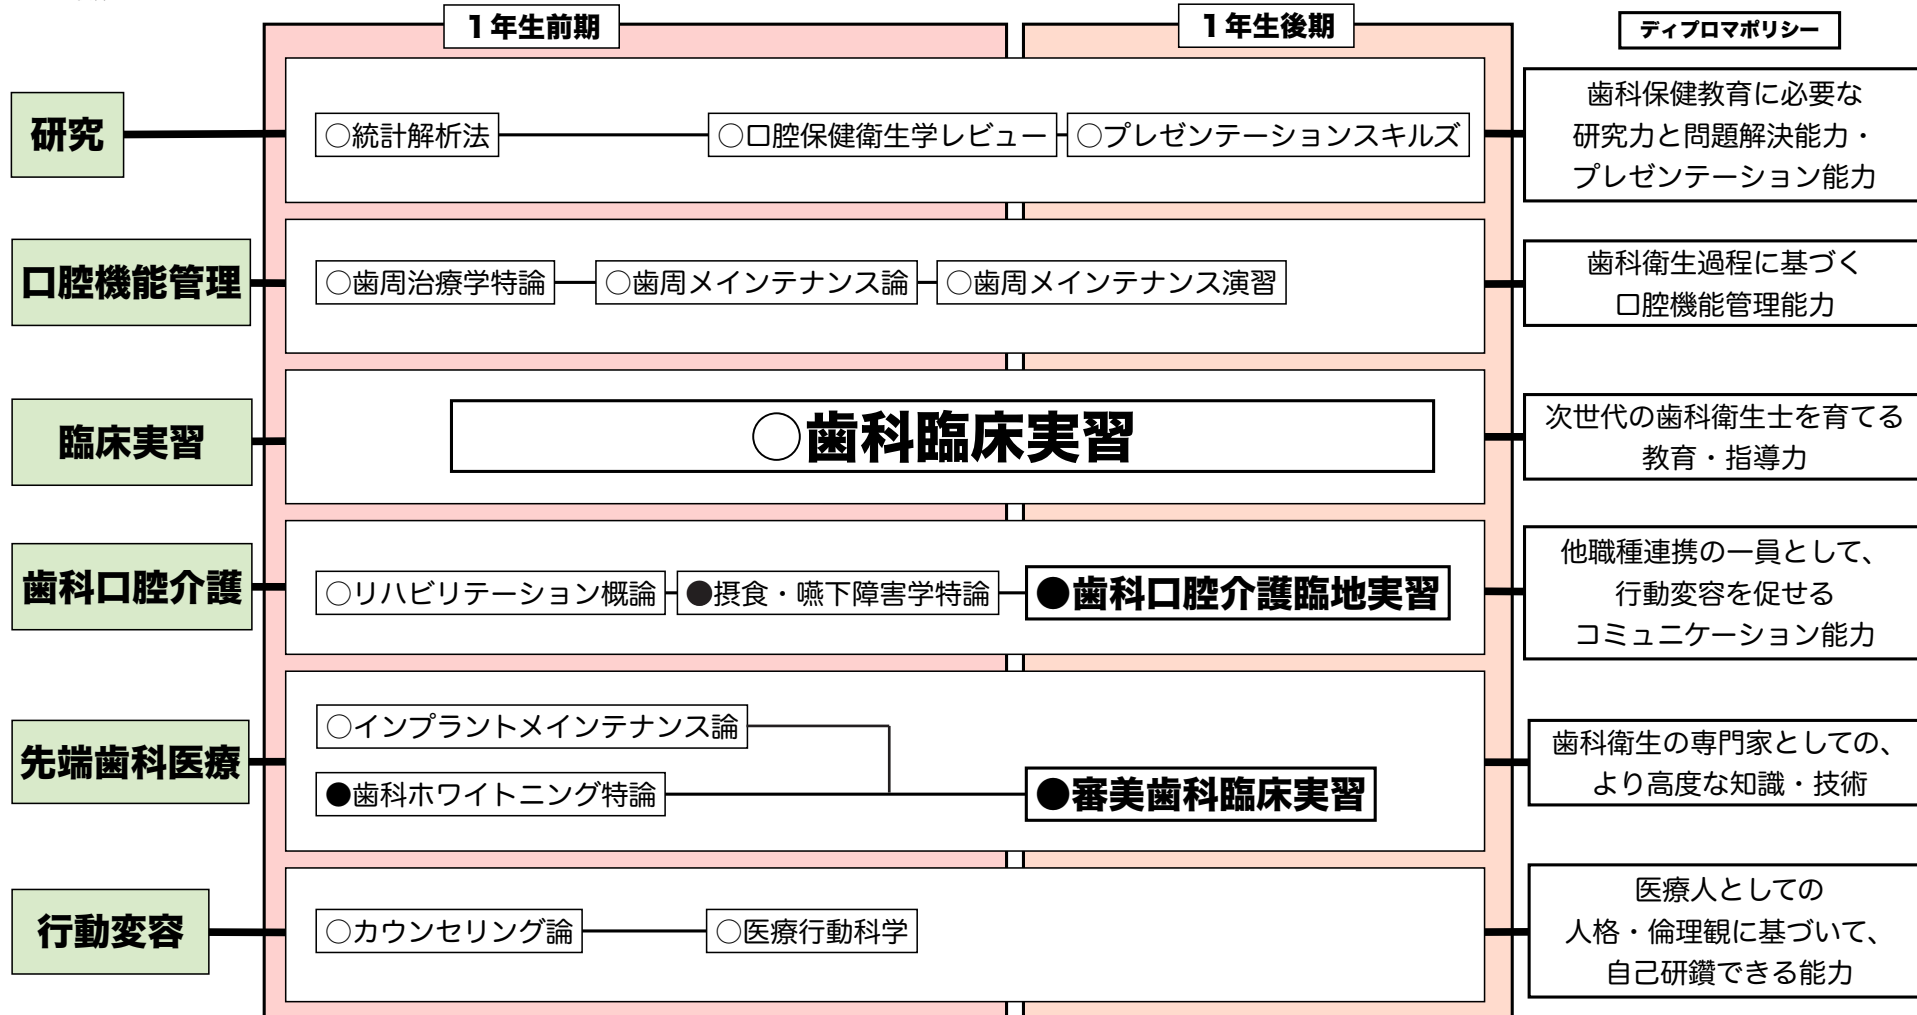 1年生前期
1年生後期
ディプロマポリシー
研究
○統計解析法
○口腔保健衛生学レビュー
○プレゼンテーションスキルズ
歯科保健教育に必要な
研究力と問題解決能力・
プレゼンテーション能力
口腔機能管理
○歯周治療学特論
○歯周メインテナンス論
○歯周メインテナンス演習
歯科衛生過程に基づく
口腔機能管理能力
臨床実習
○歯科臨床実習
次世代の歯科衛生士を育てる
教育・指導力
歯科口腔介護
○リハビリテーション概論
●摂食・嚥下障害学特論
●歯科口腔介護臨地実習
他職種連携の一員として、
行動変容を促せる
コミュニケーション能力
先端歯科医療
○インプラントメインテナンス論
●歯科ホワイトニング特論
●審美歯科臨床実習
歯科衛生の専門家としての、
より高度な知識・技術
行動変容
○カウンセリング論
○医療行動科学
医療人としての
人格・倫理観に基づいて、
自己研鑽できる能力